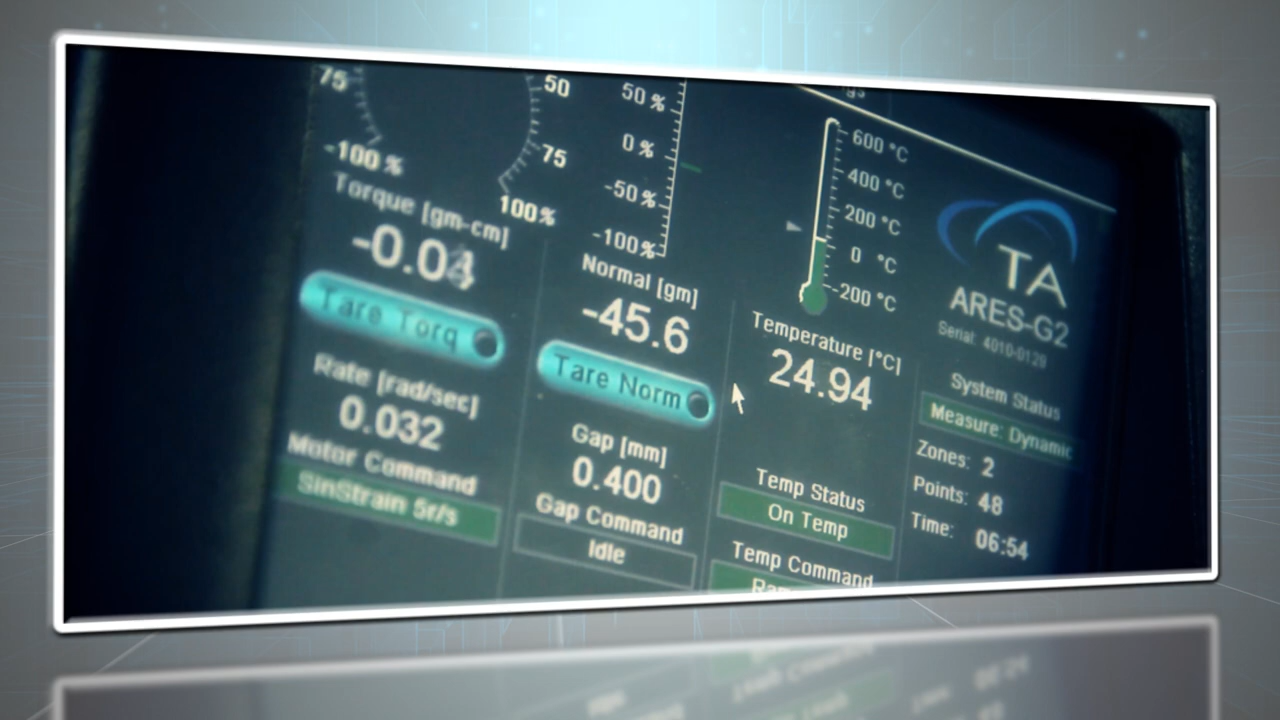 75
50
75
-100 %
100%
Torque [gm-cm]
Tare Torq
Rate [rad/sec]
0.032
Motor Command
SinStrain 5r/s
50 %
0 %
-50 %
-100%
Normal [gm]
-45.6
Tare Norm
Gap [mm]
0.400
Gap Command
Idle
600 °C
400 °C
200 °C
0 °C
-200 °C
Temperature [°C]
24.94
Temp Status
On Temp
Temp Command
TA
ARES-G2
Serial: 4010-0129
System Status
Measure: Dynamic
Zones: 2
Points: 48
Time: 06:54